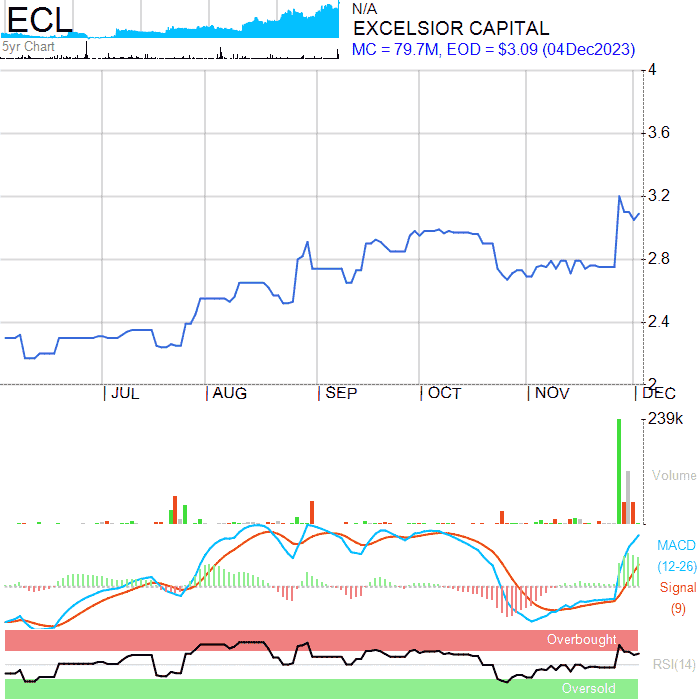 ECL
5yr Chart
N/A
EXCELSIOR CAPITAL
MC = 79.7M, EOD = $3.09 (04Dec2023)
4
3.6
3.2
2.8
2.4
2
JUL AUG SEP OCT NOV DEC
239k
Volume
MACD
(12-26)
Signal
(9)
Overbought
RSI(14)
Oversold